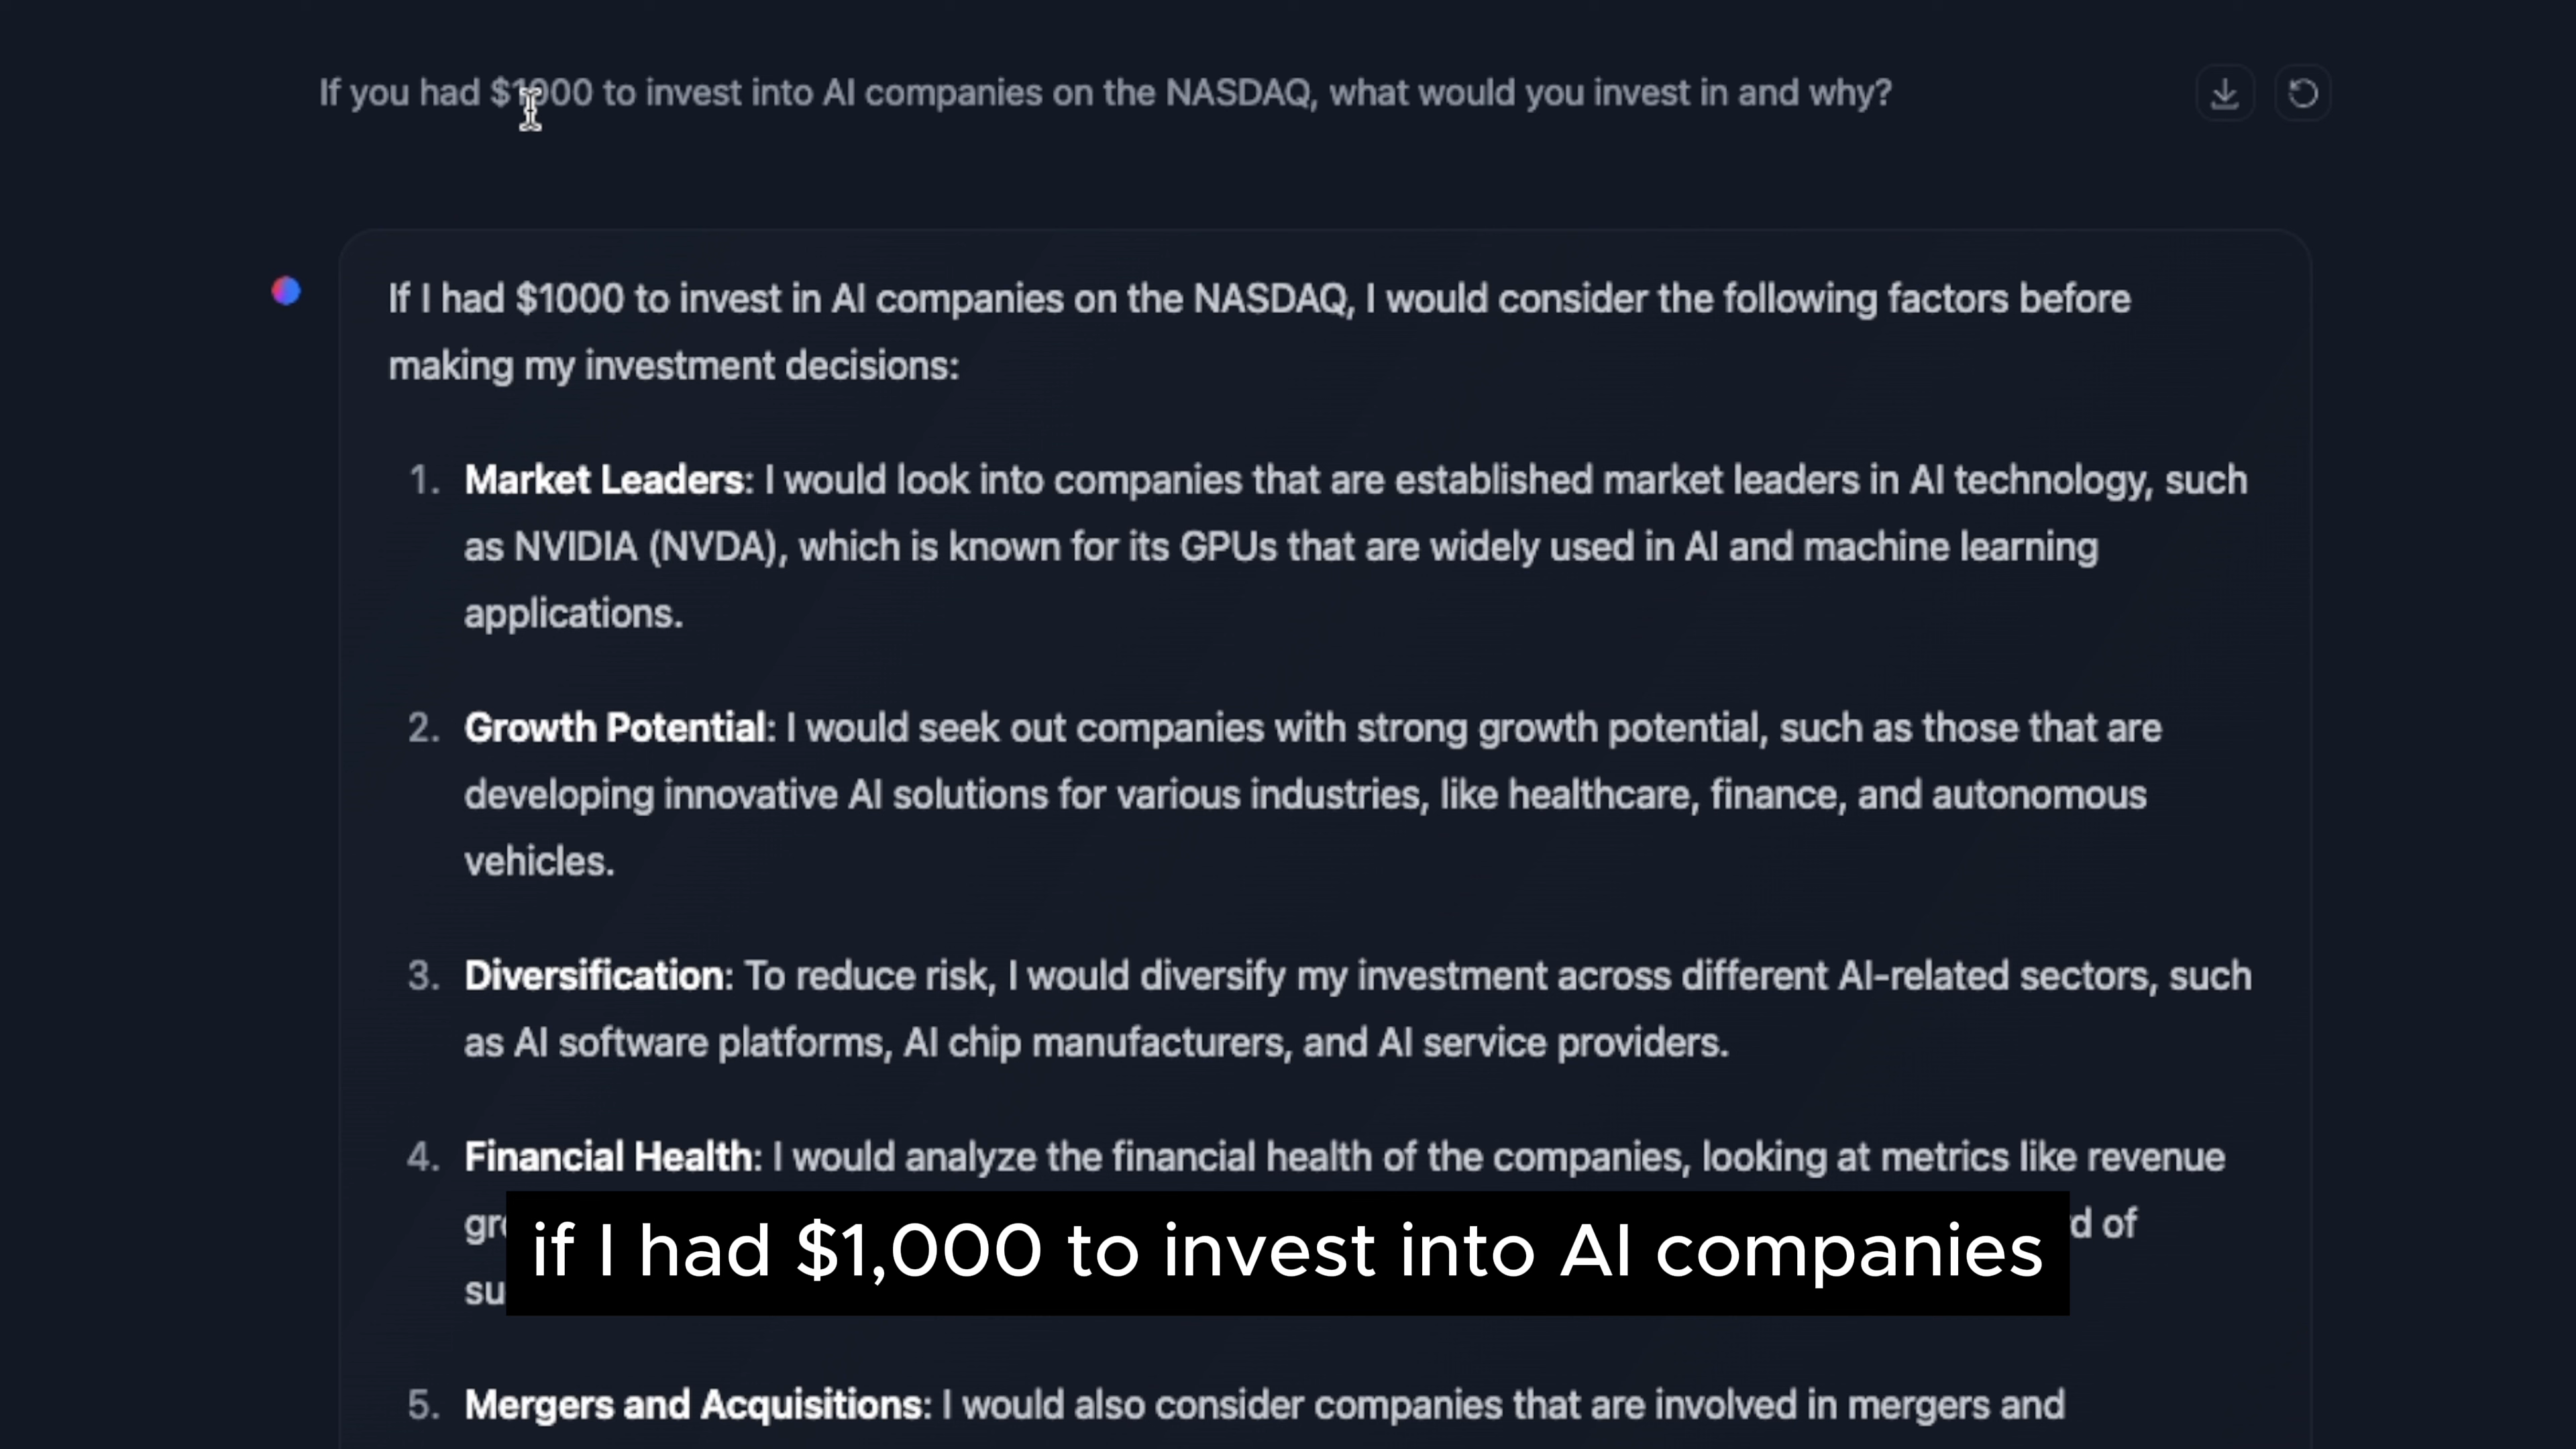 If you had $1000 to invest into AI companies on the NASDAQ, what would you invest in and why?
If I had $1000 to invest in AI companies on the NASDAQ, I would consider the following factors before
making my investment decisions:
1. Market Leaders: I would look into companies that are established market leaders in AI technology, such
as NVIDIA (NVDA), which is known for its GPUs that are widely used in AI and machine learning
applications.
2. Growth Potential: I would seek out companies with strong growth potential, such as those that are
developing innovative AI solutions for various industries, like healthcare, finance, and autonomous
vehicles.
3. Diversification: To reduce risk, I would diversify my investment across different AI-related sectors, such
as AI software platforms, AI chip manufacturers, and AI service providers.
4. Financial Health: I would analyze the financial health of the companies, looking at metrics like revenue
of
if I had $1,000 to invest into AI companies
5. Mergers and Acquisitions: I would also consider companies that are involved in mergers and